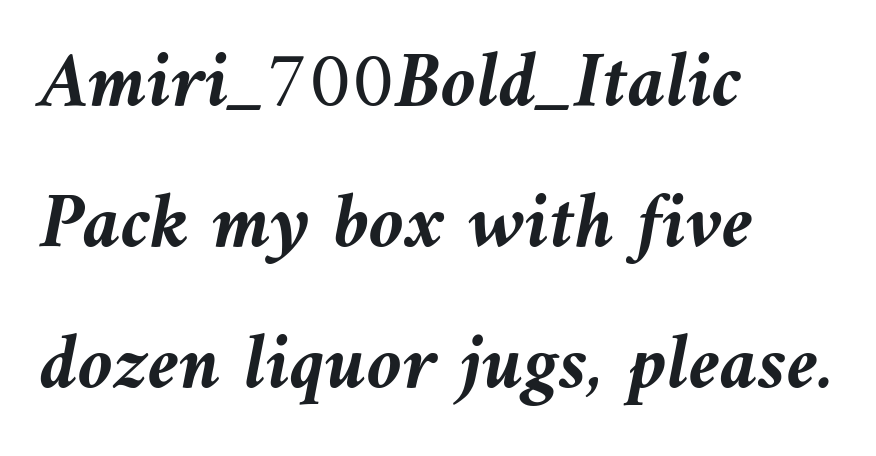 Amiri_700Bold_Italic
Pack my box with five
dozen liquor jugs, please.